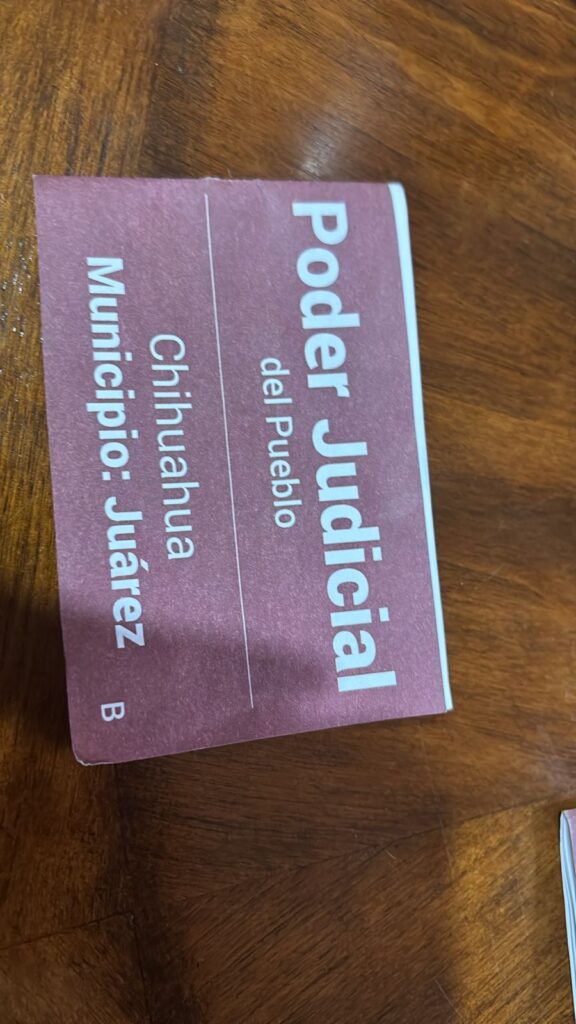 Poder Judicial
del Pueblo
Chihuahua
Municipio: Juárez
B